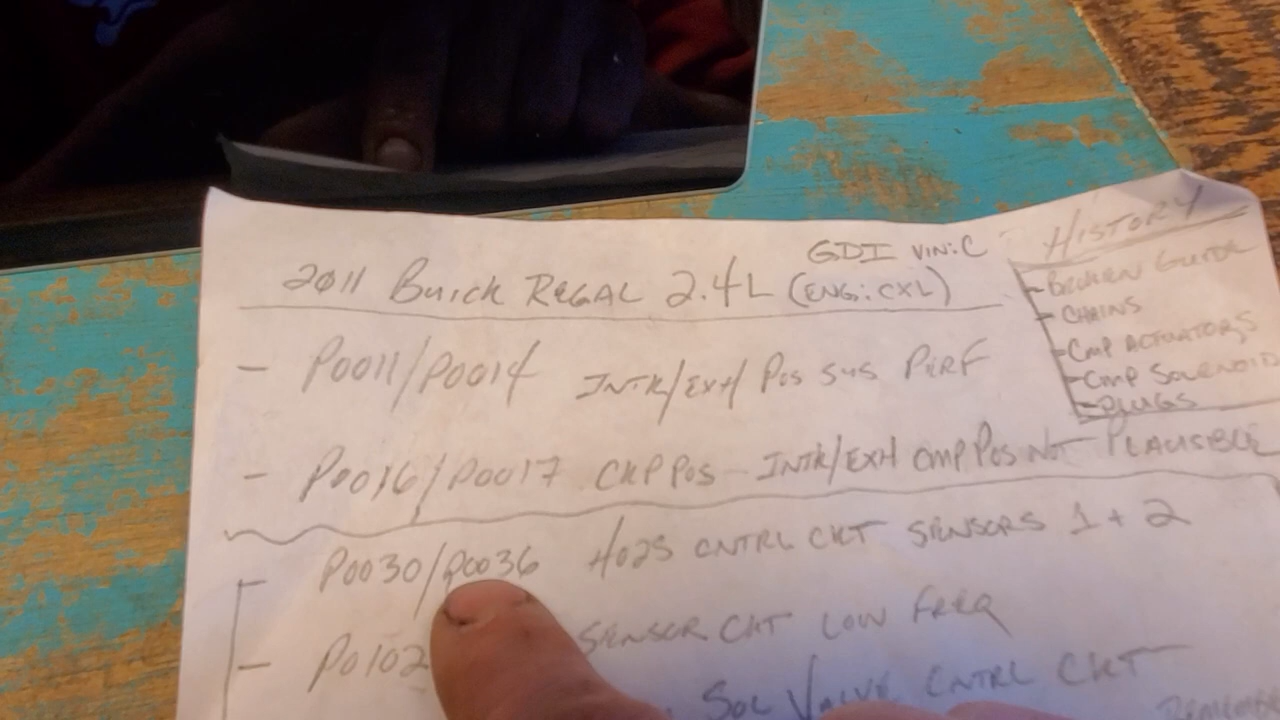 GDI VIN:C
2011 Buick REGAL 2.4L (ENG: CXL)
HISTORY
- BROKEN GUIDE
- CHAINS
- CMP ACTUATORS
- CMP SOLENOID
- PLUGS
- P0011/P0014 INTK/EXH POS SYS PERF
- P0016/P0017 CKP POS - INTK/EXH CMP POS NOT PLAUSIBLE
- P0030/P0036 HO2S CNTRL CKT SENSORS 1 + 2
- P0102 SENSOR CKT LOW FREQ
SOL VALVE CNTRL CKT